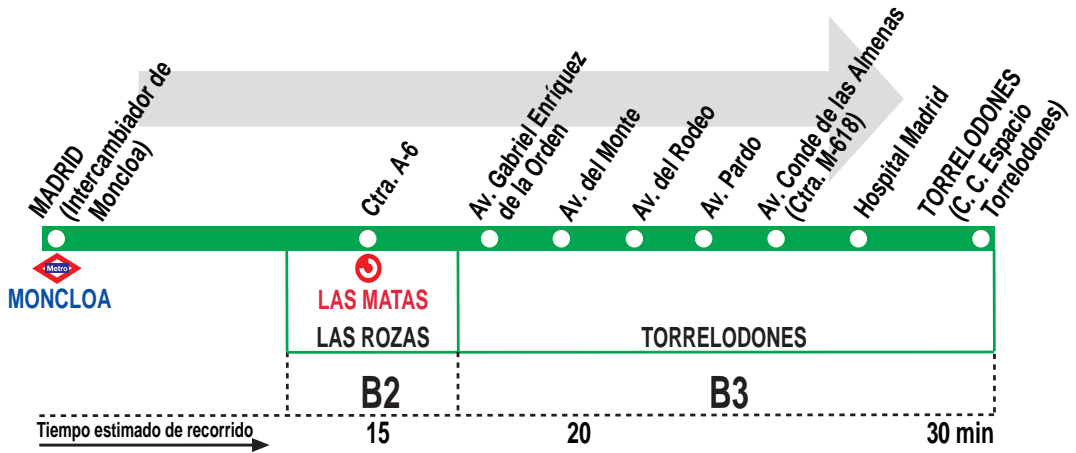 MADRID
(Intercambiador de
Moncloa)
Ctra. A-6
Av. Gabriel Enríquez
de la Orden
Av. del Monte
Av. del Rodeo
Av. Pardo
Av. Conde de las Almenas
(Ctra. M-618)
Hospital Madrid
TORRELODONES
(C. C. Espacio
Torrelodones)
Metro
MONCLOA
LAS MATAS
LAS ROZAS
TORRELODONES
B2
B3
Tiempo estimado de recorrido
15
20
30 min